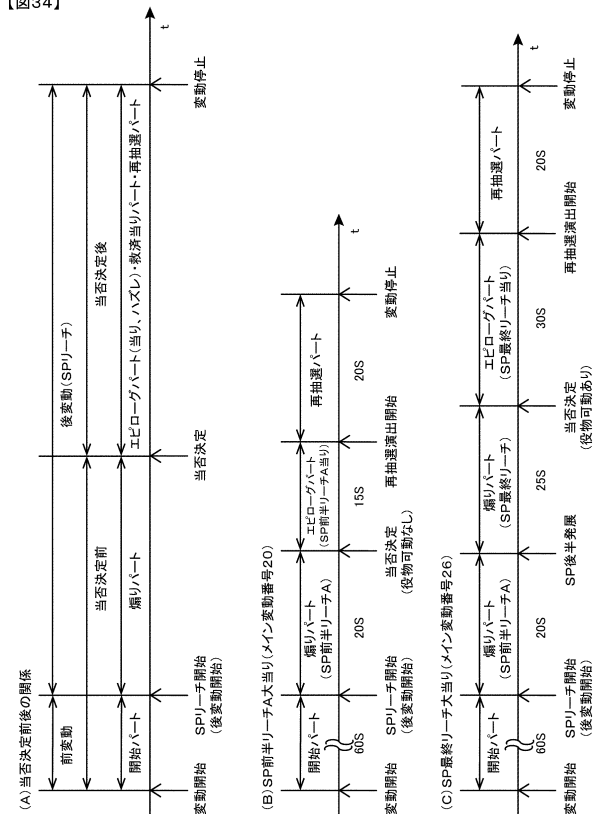 【図34】
(A)当否決定前後の関係
前変動
後変動(SPリーチ)
当否決定前
当否決定後
開始パート
煽りパート
エピローグパート(当り、ハズレ)・救済当りパート・再抽選パート
t
変動開始
SPリーチ開始
(後変動開始)
当否決定
変動停止
(B)SP前半リーチA大当り(メイン変動番号20)
開始パート
煽りパート
(SP前半リーチA)
エピローグパート
(SP前半リーチA当り)
再抽選パート
t
60S
20S
15S
20S
変動開始
SPリーチ開始
(後変動開始)
当否決定
(役物可動なし)
再抽選演出開始
変動停止
(C)SP最終リーチ大当り(メイン変動番号26)
開始パート
煽りパート
(SP前半リーチA)
煽りパート
(SP最終リーチ)
エピローグパート
(SP最終リーチ当り)
再抽選パート
t
60S
20S
25S
30S
20S
変動開始
SPリーチ開始
(後変動開始)
SP後半発展
当否決定
(役物可動あり)
再抽選演出開始
変動停止